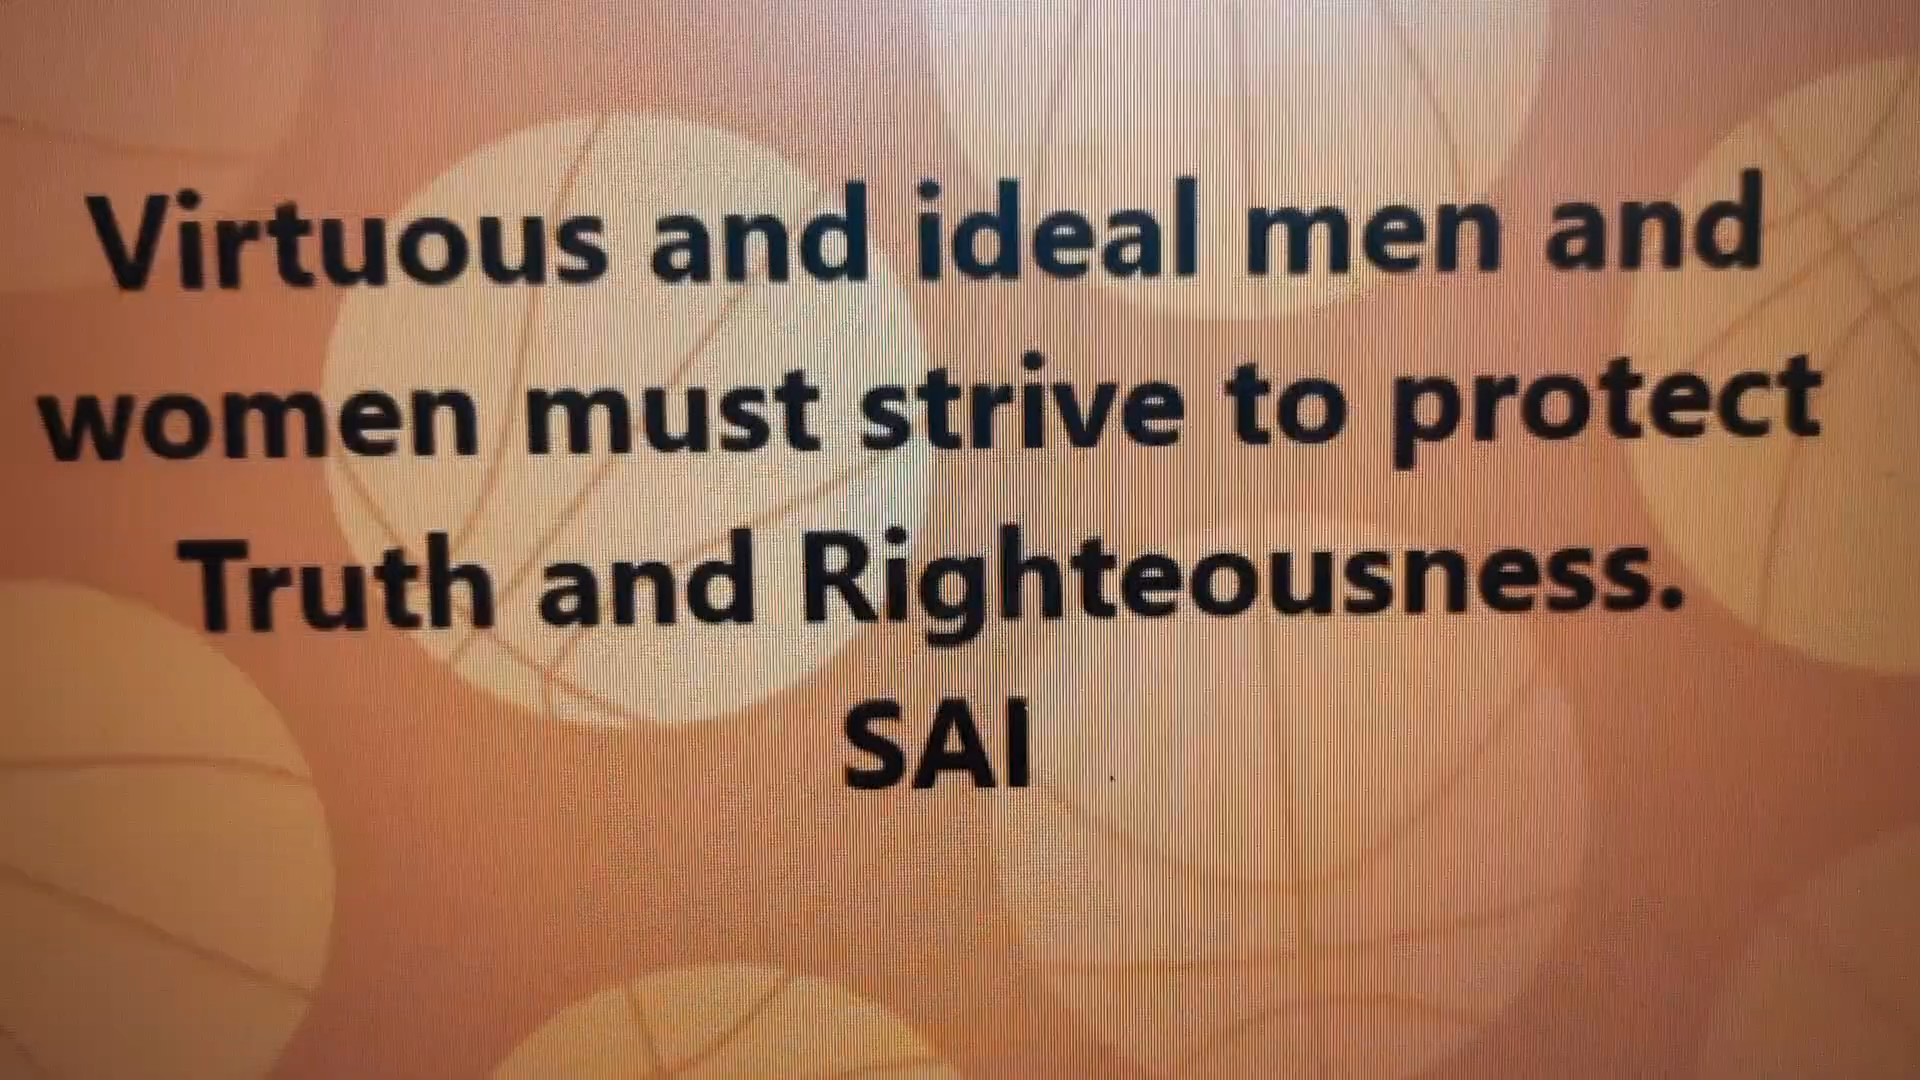 Virtuous and ideal men and
women must strive to protect
Truth and Righteousness.
SAI